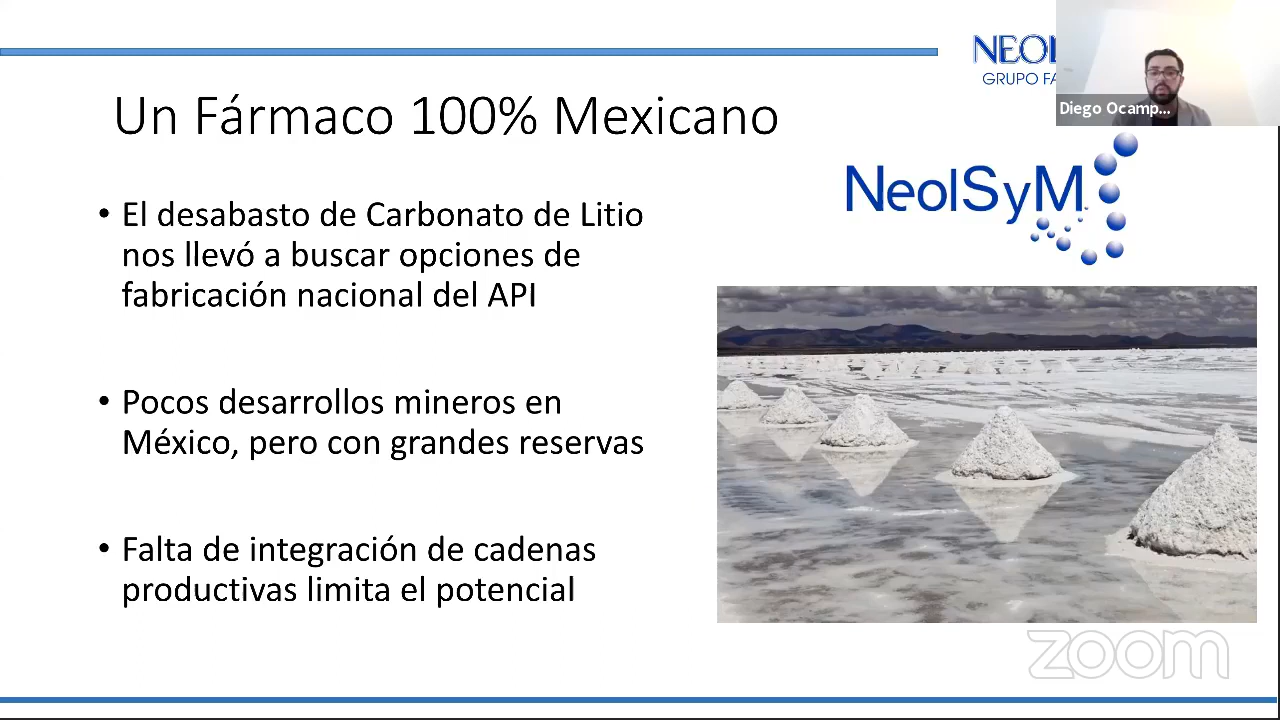 NEOL
GRUPO FA
Diego Ocamp...
Un Fármaco 100% Mexicano
NeolSyM
• El desabasto de Carbonato de Litio
nos llevó a buscar opciones de
fabricación nacional del API
• Pocos desarrollos mineros en
México, pero con grandes reservas
• Falta de integración de cadenas
productivas limita el potencial
zoom